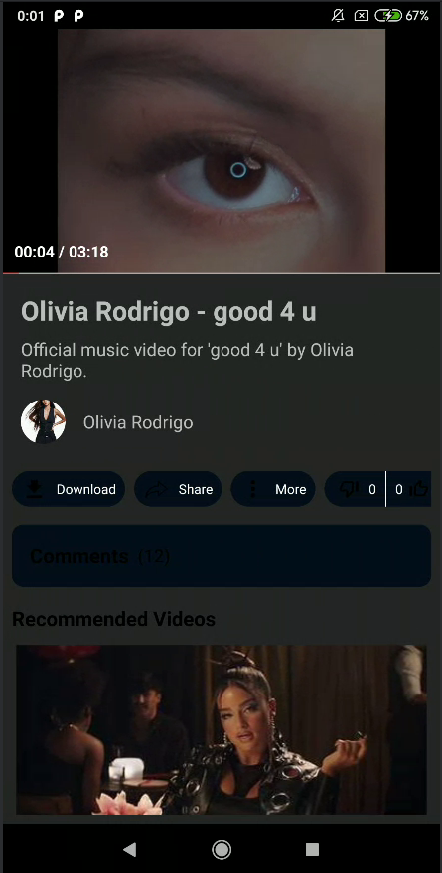 0:01 P P 67%
00:04 / 03:18
Olivia Rodrigo - good 4 u
Official music video for 'good 4 u' by Olivia
Rodrigo.
Olivia Rodrigo
Download Share More 0 0
Comments (12)
Recommended Videos